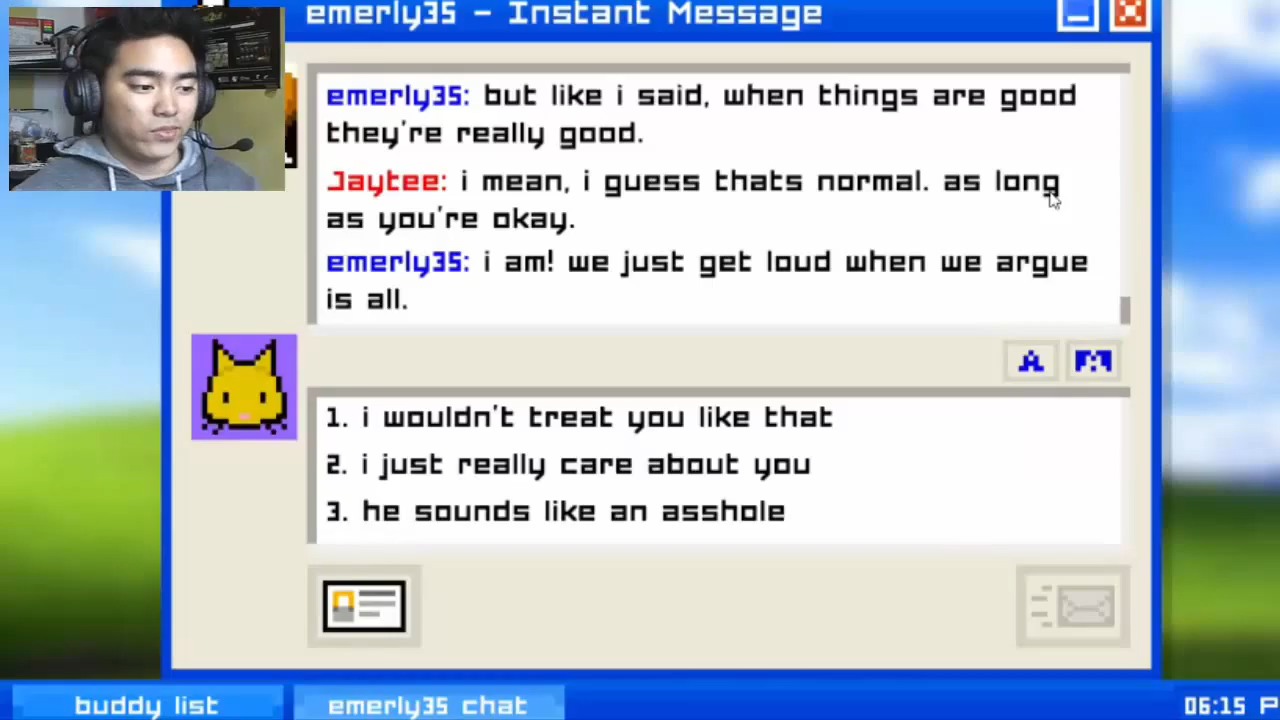 emerly35 - Instant Message
emerly35: but like i said, when things are good
they're really good.
Jaytee: i mean, i guess thats normal. as long
as you're okay.
emerly35: i am! we just get loud when we argue
is all.
A
1. i wouldn't treat you like that
2. i just really care about you
3. he sounds like an asshole
buddy list
emerly35 chat
06:15 P